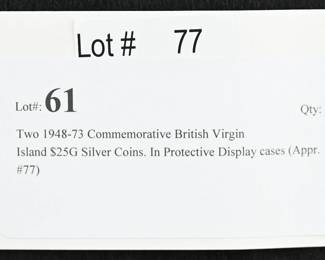 Lot # 77
Lot#: 61 Qty:
Two 1948-73 Commemorative British Virgin
Island $25G Silver Coins. In Protective Display cases (Appr.
#77)